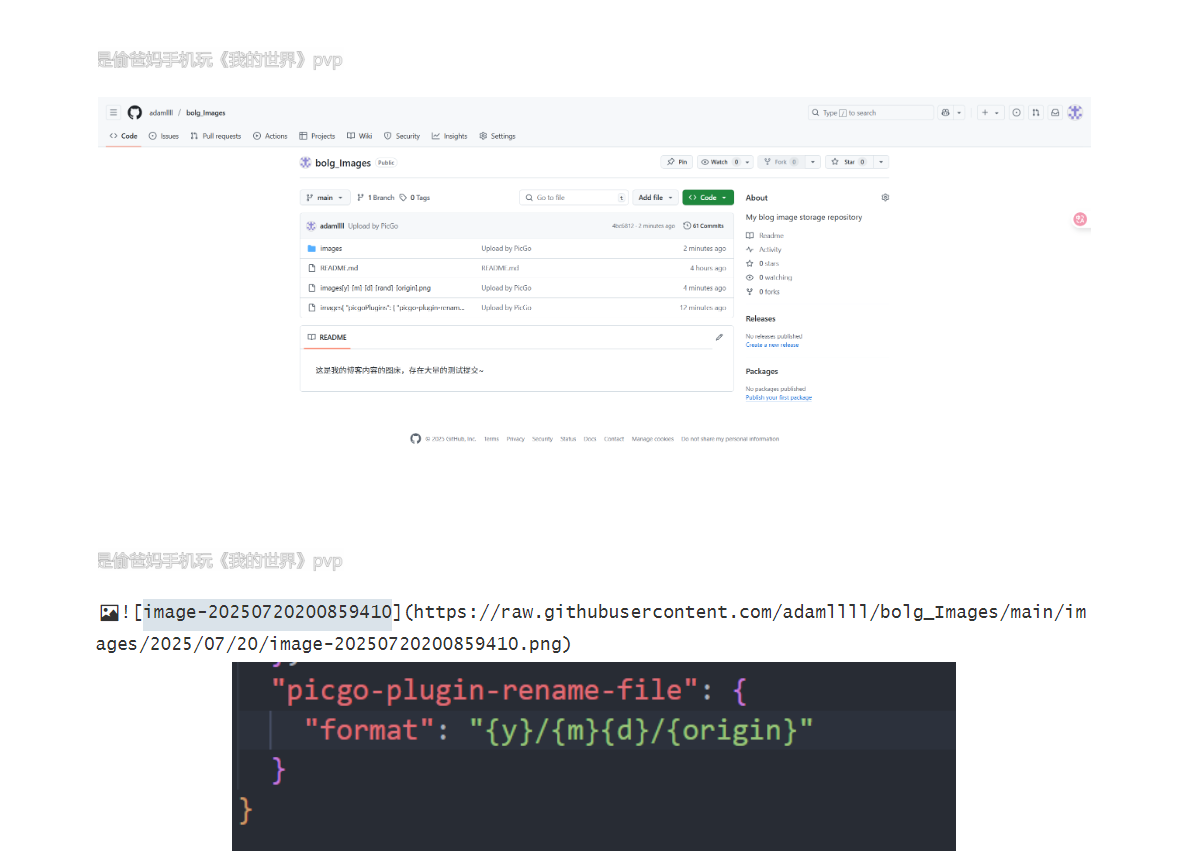 是偷爸妈手机玩《我的世界》pvp
adamllll / bolg_Images
Type / to search
Code Issues Pull requests Actions Projects Wiki Security Insights Settings
bolg_Images Public
Pin Watch 0 Fork 0 Star 0
main 1 Branch 0 Tags Go to file t Add file Code
About
My blog image storage repository
adamllll Upload by PicGo 4bc5812 · 2 minutes ago 61 Commits
images Upload by PicGo 2 minutes ago
README.md README.md 4 hours ago
images{y} {m} {d} {rand} {origin}.png Upload by PicGo 4 minutes ago
images{ "picgoPlugins": { "picgo-plugin-renam... Upload by PicGo 12 minutes ago
Readme
Activity
0 stars
0 watching
0 forks
Releases
No releases published
Create a new release
Packages
No packages published
Publish your first package
README
这是我的博客内容的图床，存在大量的测试提交~
© 2025 GitHub, Inc. Terms Privacy Security Status Docs Contact Manage cookies Do not share my personal information
是偷爸妈手机玩《我的世界》pvp
![image-20250720200859410](https://raw.githubusercontent.com/adamllll/bolg_Images/main/im
ages/2025/07/20/image-20250720200859410.png)
"picgo-plugin-rename-file": {
"format": "{y}/{m}{d}/{origin}"
}
}